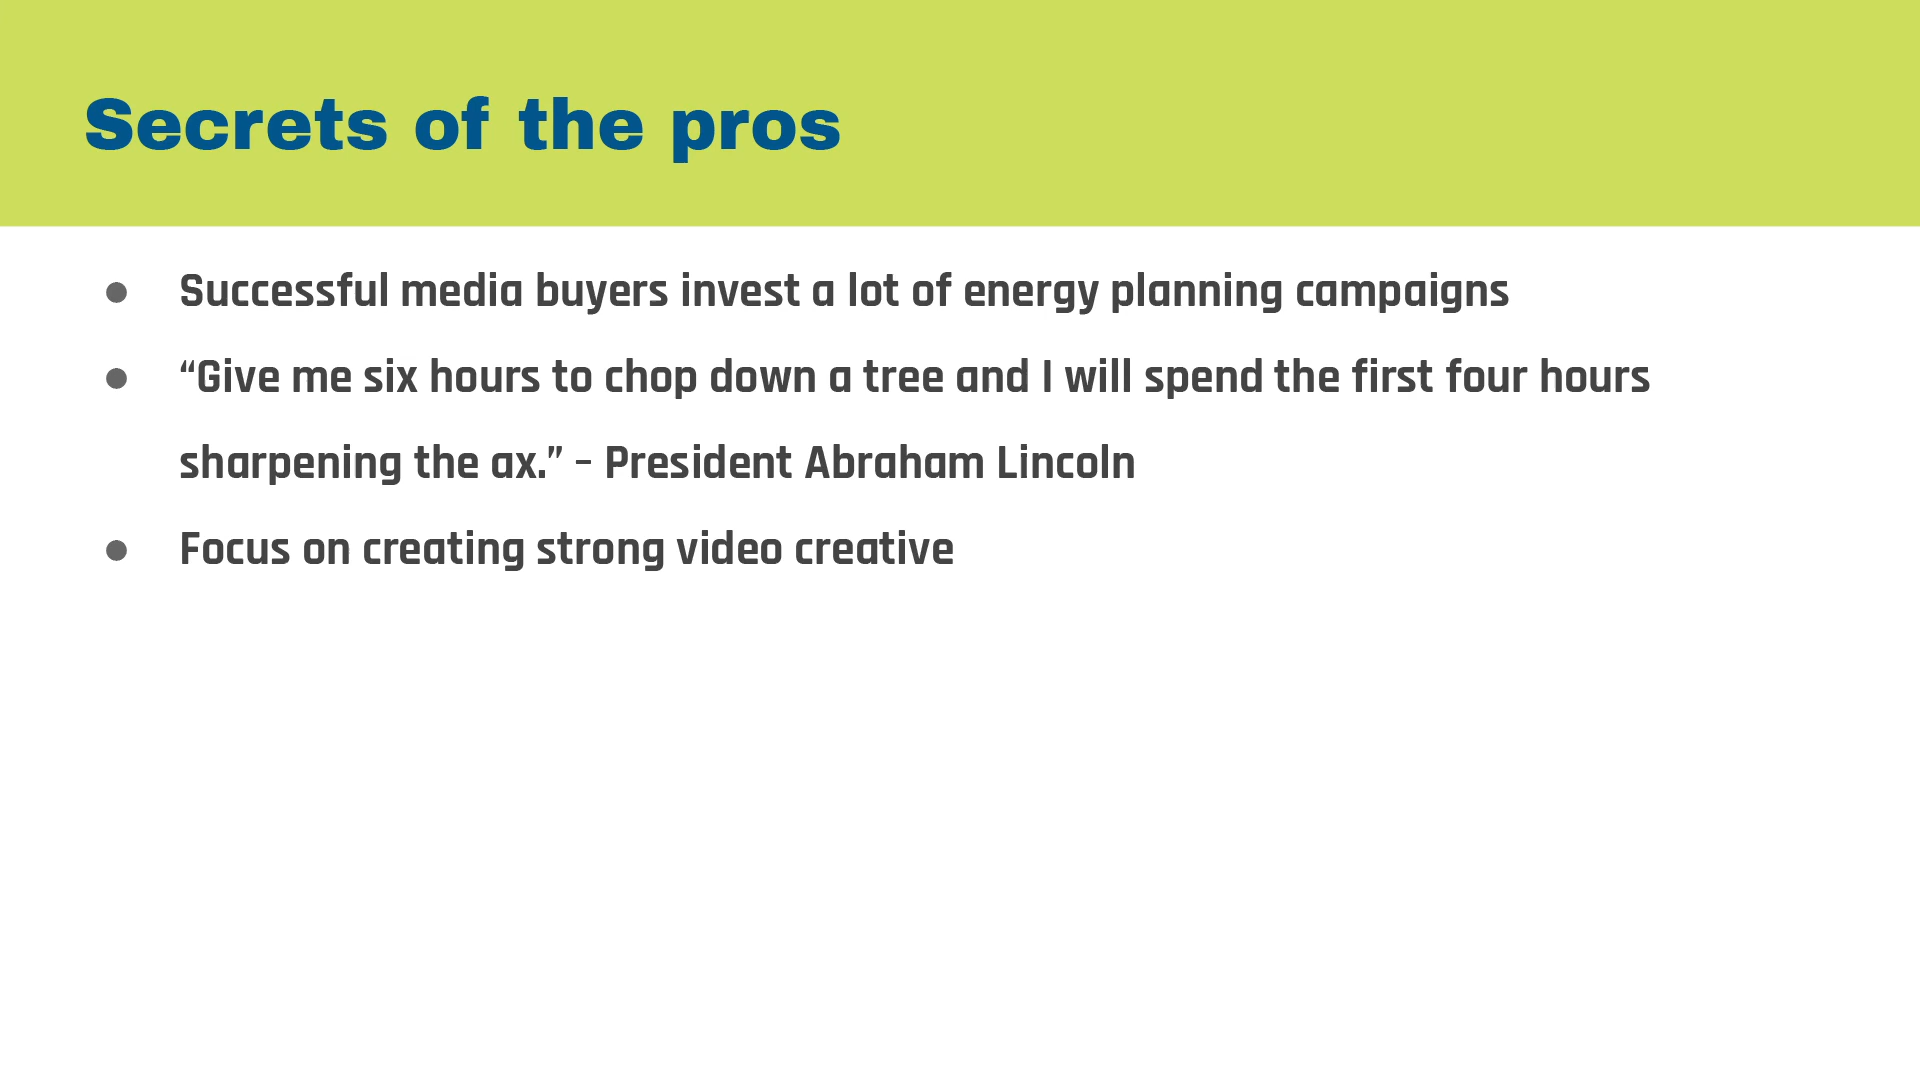 Secrets of the pros
● Successful media buyers invest a lot of energy planning campaigns
● “Give me six hours to chop down a tree and I will spend the first four hours
sharpening the ax.” – President Abraham Lincoln
● Focus on creating strong video creative